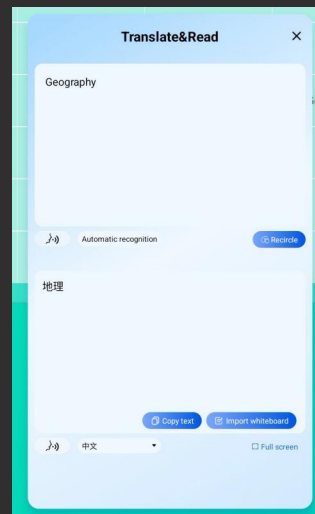 Translate&Read
Geography
Automatic recognition
Recircle
地理
Copy text
Import whiteboard
中文
Full screen